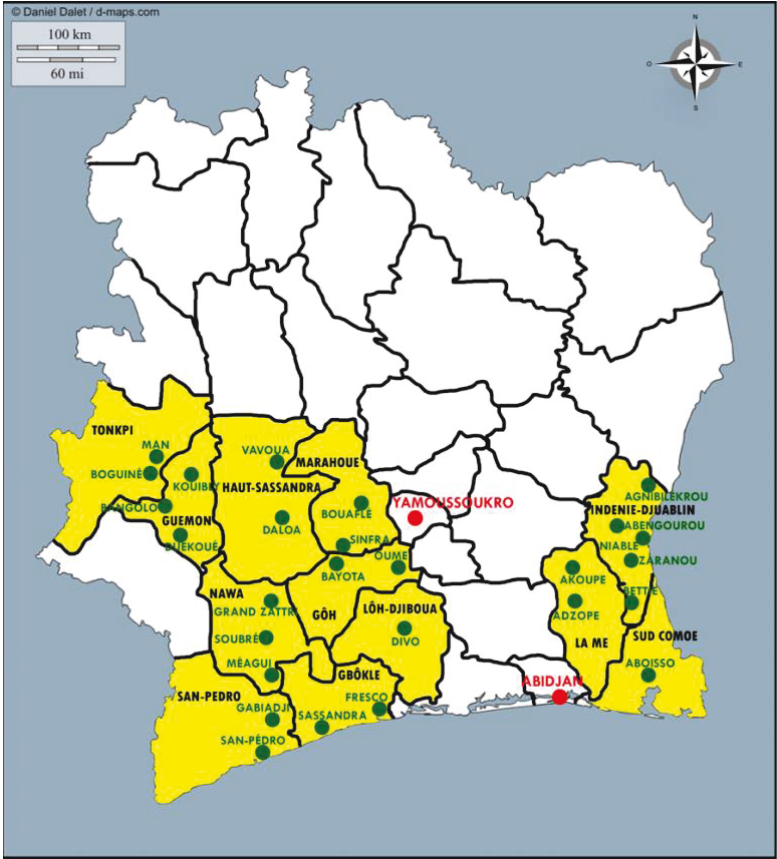 © Daniel Dalet / d-maps.com
100 km
60 mi
N
O
E
S
TONKPI
MAN
BOGUINÉ
KOUIBLY
BANGOLO
GUEMON
DUEKOUÉ
VAVOUA
HAUT-SASSANDRA
DALOA
MARAHOUE
BOUAFLE
SINFRA
YAMOUSSOUKRO
OUME
BAYOTA
GÔH
LÔH-DJIBOUA
DIVO
NAWA
GRAND ZATTRI
SOUBRÉ
MÉAGUI
SAN-PEDRO
GABIADJI
SAN-PÉDRO
GBÔKLE
FRESCO
SASSANDRA
AGNIBILEKROU
INDENIE-DJUABLIN
ABENGOUROU
NIABLE
ZARANOU
BETTIE
AKOUPE
ADZOPE
LA ME
SUD COMOE
ABOISSO
ABIDJAN